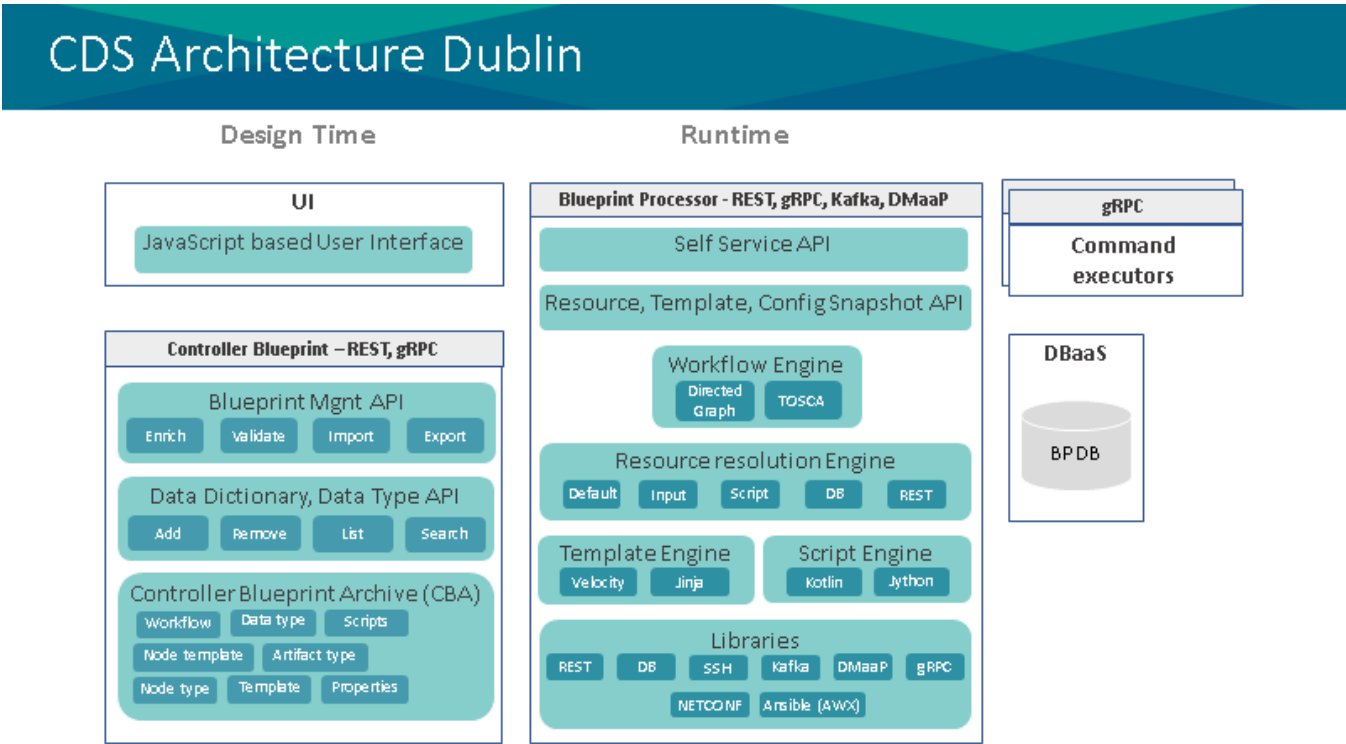 CDS Architecture Dublin
Design Time
Runtime
UI
JavaScript based User Interface
Controller Blueprint – REST, gRPC
Blueprint Mgnt API
Enrich
Validate
Import
Export
Data Dictionary, Data Type API
Add
Remove
List
Search
Controller Blueprint Archive (CBA)
Workflow
Data type
Scripts
Node template
Artifact type
Node type
Template
Properties
Blueprint Processor - REST, gRPC, Kafka, DMaaP
Self Service API
Resource, Template, Config Snapshot API
Workflow Engine
Directed
Graph
TOSCA
Resource resolution Engine
Default
Input
Script
DB
REST
Template Engine
Velocity
Jinja
Script Engine
Kotlin
Jython
Libraries
REST
DB
SSH
Kafka
DMaaP
gRPC
NETCONF
Ansible (AWX)
gRPC
Command
executors
DBaaS
BPDB